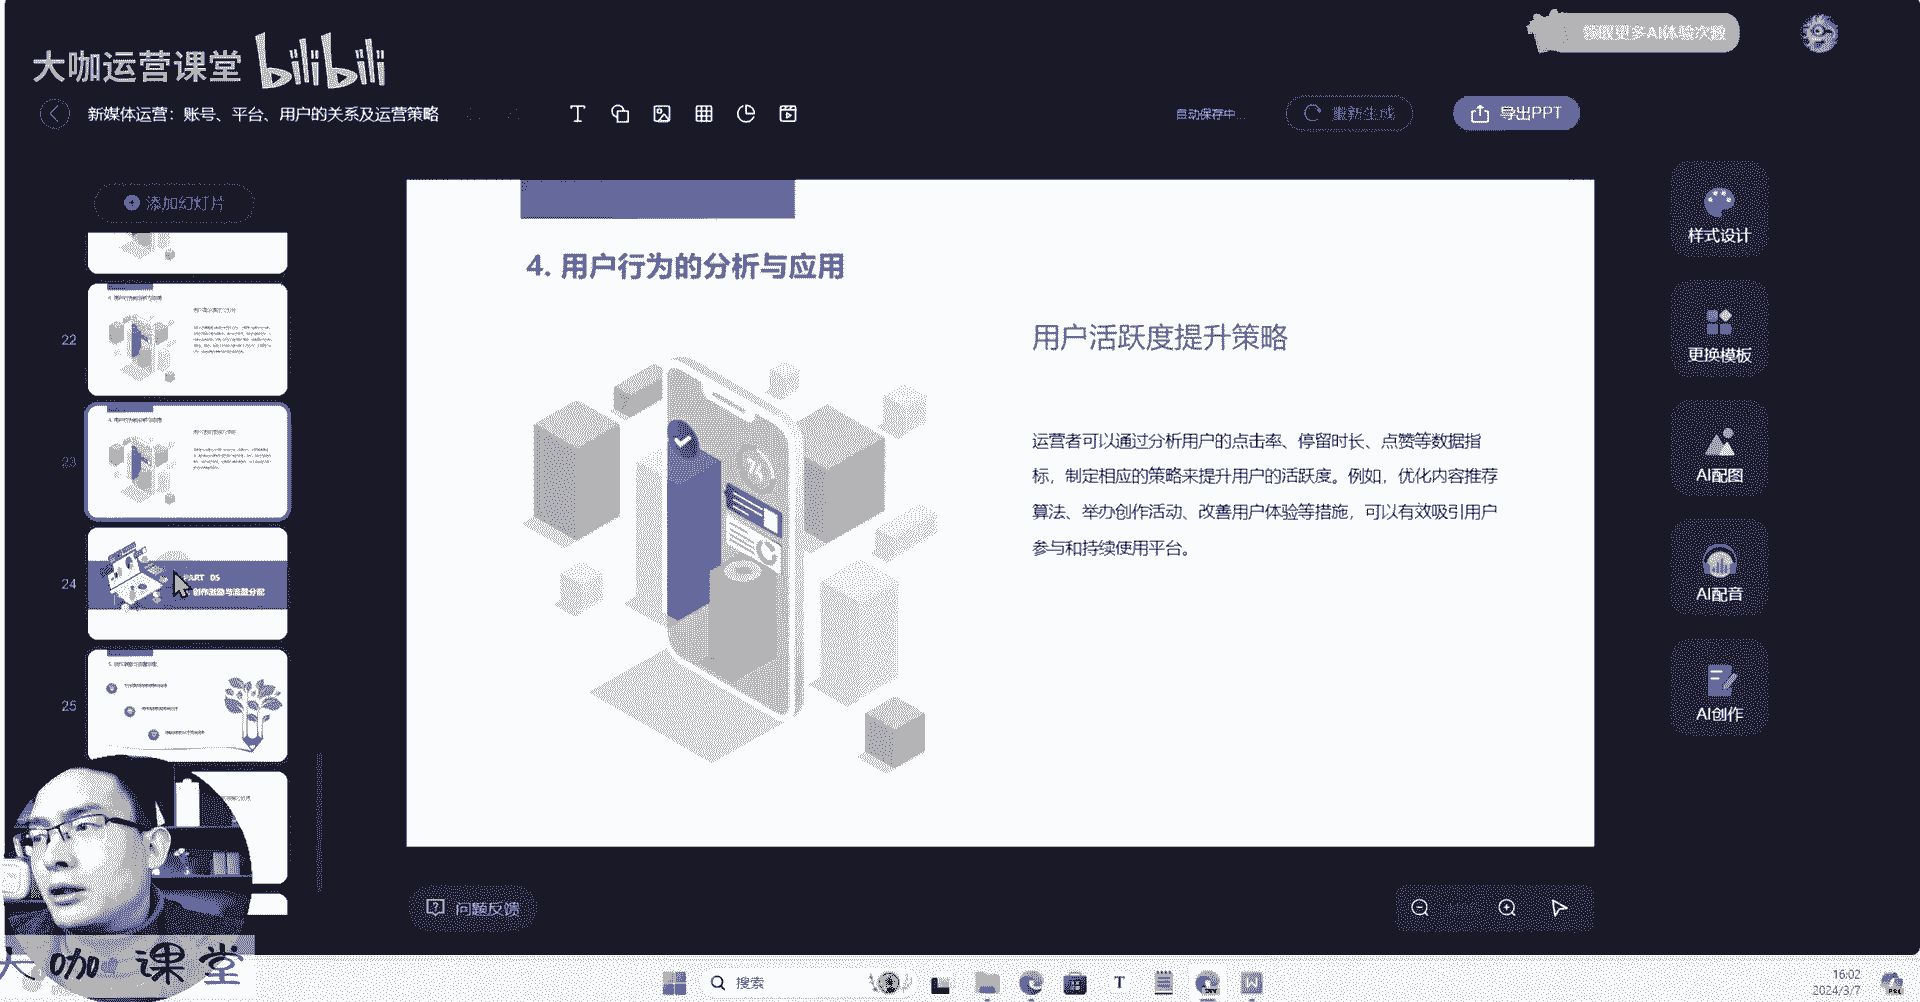 大咖运营课堂 bilibili
领取更多AI体验次数
新媒体运营：账号、平台、用户的关系及运营策略
自动保存中...
重新生成
导出PPT
添加幻灯片
22
23
24
25
PART 05
创作激励与流量分配
4. 用户行为的分析与应用
用户活跃度提升策略
运营者可以通过分析用户的点击率、停留时长、点赞等数据指
标，制定相应的策略来提升用户的活跃度。例如，优化内容推荐
算法、举办创作活动、改善用户体验等措施，可以有效吸引用户
参与和持续使用平台。
样式设计
更换模板
AI配图
AI配音
AI创作
问题反馈
大咖课堂
搜索
16:02
2024/3/7